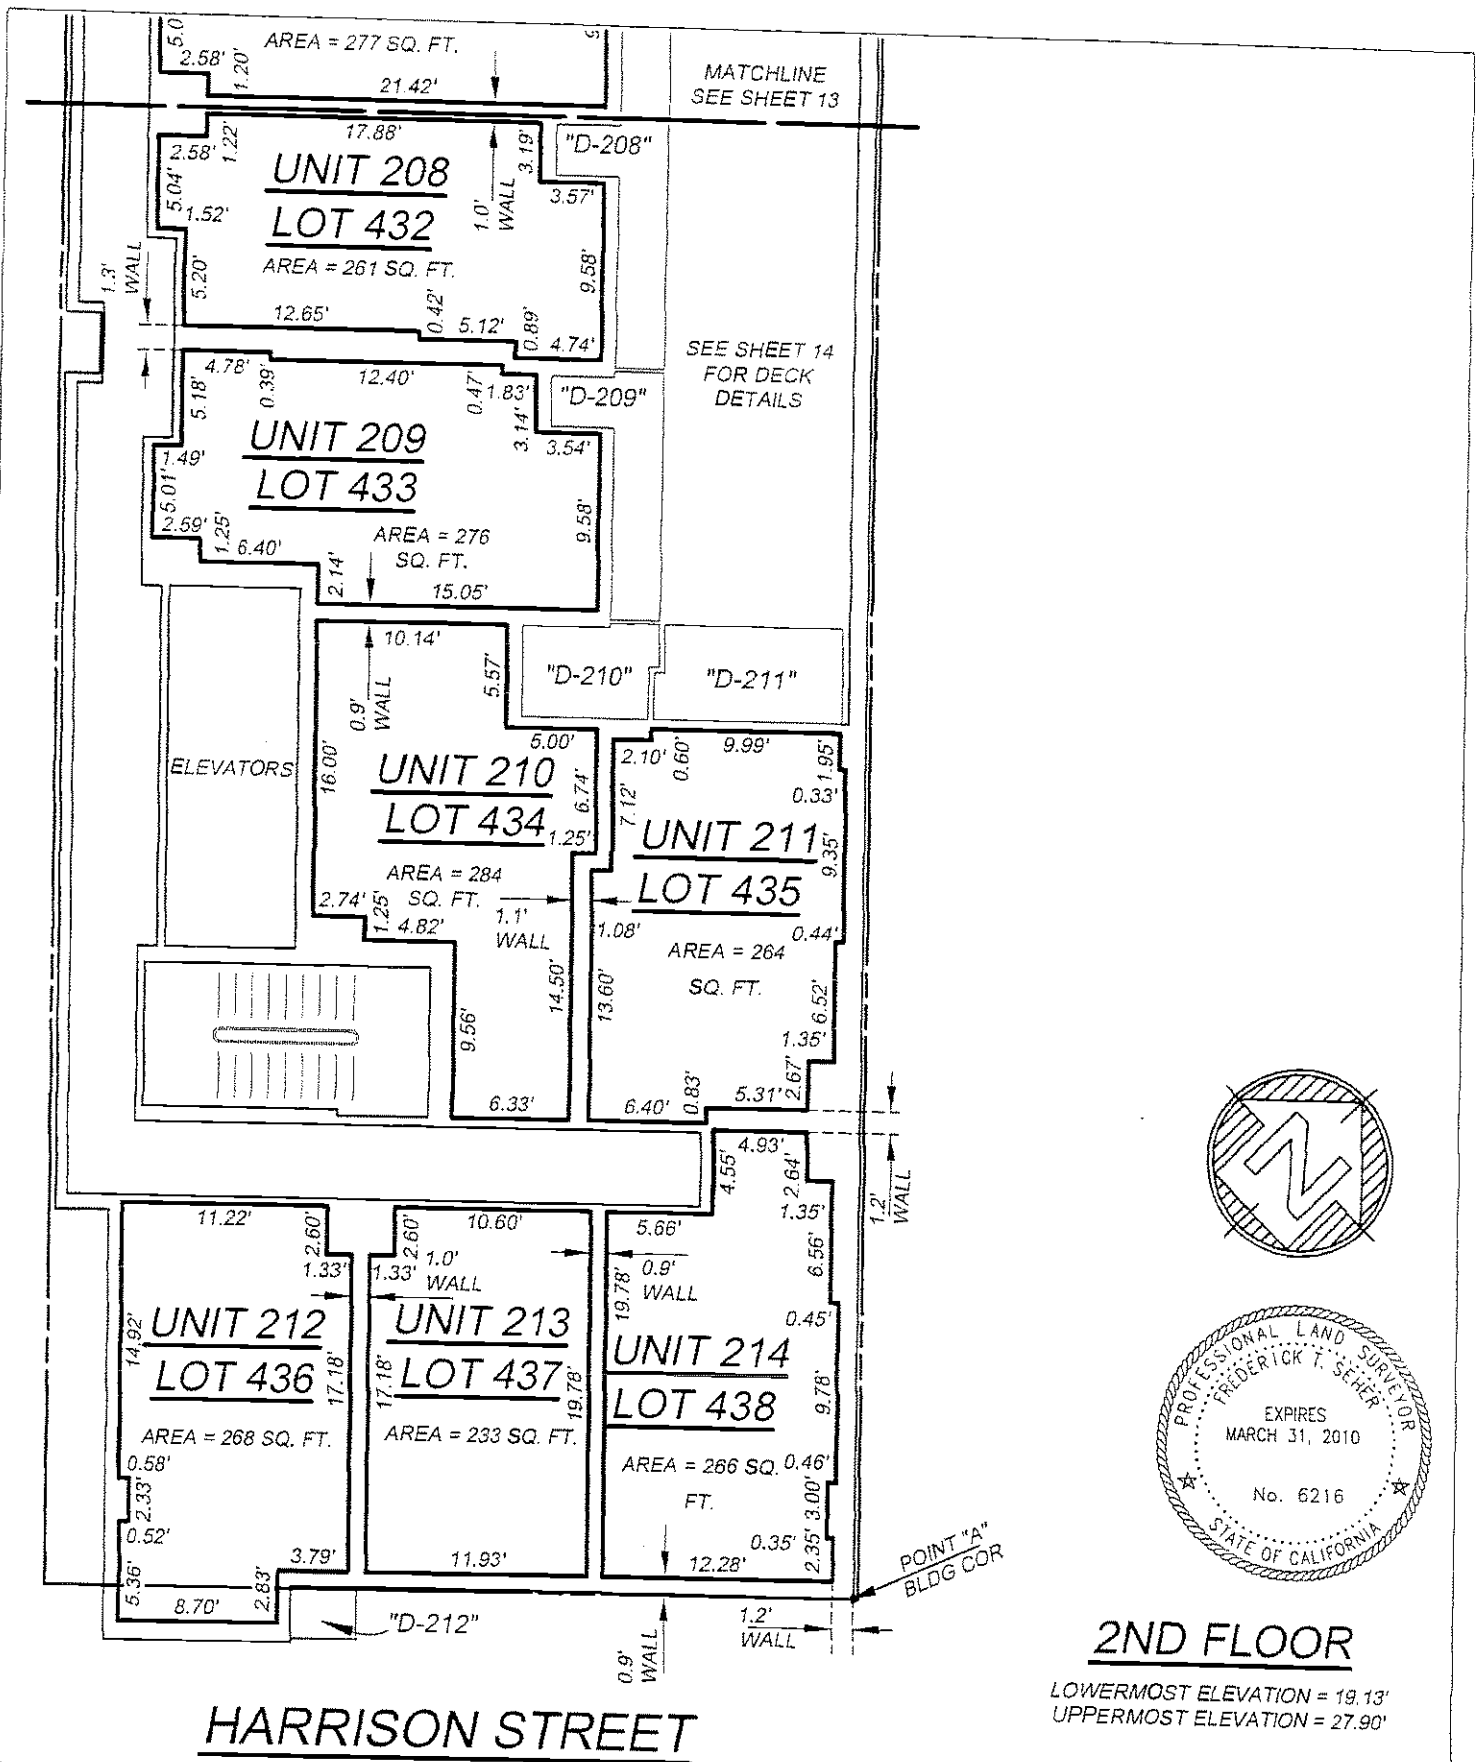 5.0
2.58'
1.20'
AREA = 277 SQ. FT.
21.42'
MATCHLINE
SEE SHEET 13
17.88'
2.58'
1.22'
3.19'
"D-208"
UNIT 208
LOT 432
AREA = 261 SQ. FT.
5.04'
1.52'
1.0'
WALL
3.57'
1.3'
WALL
5.20'
9.58'
12.65'
0.42'
5.12'
0.89'
4.74'
SEE SHEET 14
FOR DECK
DETAILS
4.78'
0.39'
12.40'
0.47'
1.83'
"D-209"
5.18'
3.14'
3.54'
UNIT 209
LOT 433
1.49'
5.01'
2.59'
1.25'
6.40'
AREA = 276
SQ. FT.
9.58'
2.14'
15.05'
10.14'
5.57'
"D-210"
"D-211"
0.9'
WALL
ELEVATORS
16.00'
5.00'
UNIT 210
LOT 434
6.74'
1.25'
AREA = 284
SQ. FT.
2.74'
1.25'
4.82'
1.1'
WALL
9.56'
14.50'
6.33'
2.10'
0.60'
9.99'
1.95'
0.33'
7.12'
UNIT 211
LOT 435
9.35'
1.08'
0.44'
AREA = 264
SQ. FT.
13.60'
6.52'
1.35'
2.67'
6.40'
0.83'
5.31'
1.2'
WALL
4.93'
4.55'
2.64'
1.35'
11.22'
2.60'
1.33'
10.60'
2.60'
1.33'
1.0'
WALL
5.66'
0.9'
WALL
6.56'
19.78'
0.45'
14.92'
UNIT 212
LOT 436
17.18'
AREA = 268 SQ. FT.
0.58'
2.33'
0.52'
5.36'
8.70'
2.83'
3.79'
"D-212"
UNIT 213
LOT 437
17.18'
19.78'
AREA = 233 SQ. FT.
11.93'
UNIT 214
LOT 438
9.78'
AREA = 266 SQ.
FT.
0.46'
3.00'
0.35'
2.35'
12.28'
0.9'
WALL
1.2'
WALL
POINT "A"
BLDG COR
N
PROFESSIONAL LAND SURVEYOR
FREDERICK T. SEHER
EXPIRES
MARCH 31, 2010
No. 6216
STATE OF CALIFORNIA
2ND FLOOR
LOWERMOST ELEVATION = 19.13'
UPPERMOST ELEVATION = 27.90'
HARRISON STREET